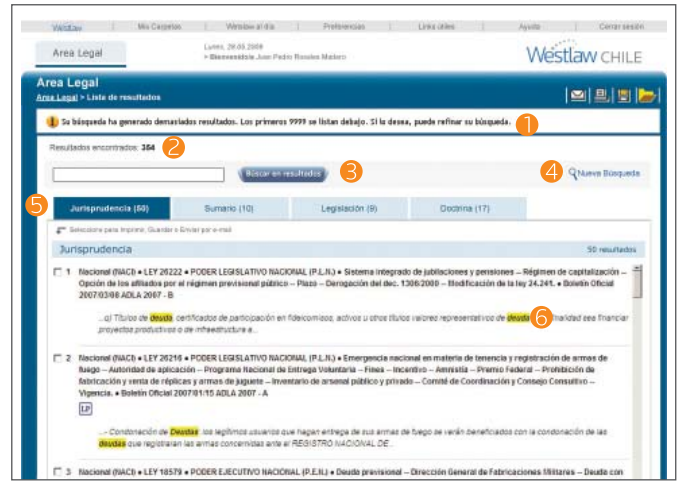 Westlaw | Mis Carpetas | Westlaw al día | Preferencias | Links útiles | Ayuda | Cerrar sesión
Area Legal
Lunes, 26.05.2009
> Bienvenido/a Juan Pedro
Westlaw CHILE
Area Legal
Area Legal > Lista de resultados
Su búsqueda ha generado demasiados resultados. Los primeros 9999 se listan debajo. Si lo desea, puede refinar su búsqueda. 1
Resultados encontrados: 384 2
Buscar en resultados 3
4 Nueva Búsqueda
5 Jurisprudencia (50) Sumario (10) Legislación (9) Doctrina (17)
Seleccione para Imprimir, Guardar o Enviar por e-mail
Jurisprudencia 50 resultados
1 Nacional (NACI) • LEY 26222 • PODER LEGISLATIVO NACIONAL (P.L.N.) • Sistema integrado de jubilaciones y pensiones -- Régimen de capitalización --
Opción de los afiliados por el régimen previsional público -- Plazo -- Derogación del dec. 1306/2000 -- Modificación de la ley 24.241. • Boletín Oficial
2007/03/08 ADLA 2007 - B
...q) Títulos de deuda, certificados de participación en fideicomisos, activos u otros títulos valores representativos de deuda 6 finalidad sea financiar
proyectos productivos o de infraestructura a...
2 Nacional (NACI) • LEY 26216 • PODER LEGISLATIVO NACIONAL (P.L.N.) • Emergencia nacional en materia de tenencia y registración de armas de
fuego -- Autoridad de aplicación -- Programa Nacional de Entrega Voluntaria -- Fines -- Incentivo -- Amnistía -- Premio Federal -- Prohibición de
fabricación y venta de réplicas y armas de juguete -- Inventario de arsenal público y privado -- Comité de Coordinación y Consejo Consultivo --
Vigencia. • Boletín Oficial 2007/01/15 ADLA 2007 - A
LP
...- Condonación de Deudas: los legítimos usuarios que hagan entrega de sus armas de fuego se verán beneficiados con la condonación de las
deudas que registraran las armas concernidas ante el REGISTRO NACIONAL DE...
3 Nacional (NACI) • LEY 18579 • PODER EJECUTIVO NACIONAL (P.E.N.) • Deuda previsional -- Dirección General de Fabricaciones Militares -- Deuda con